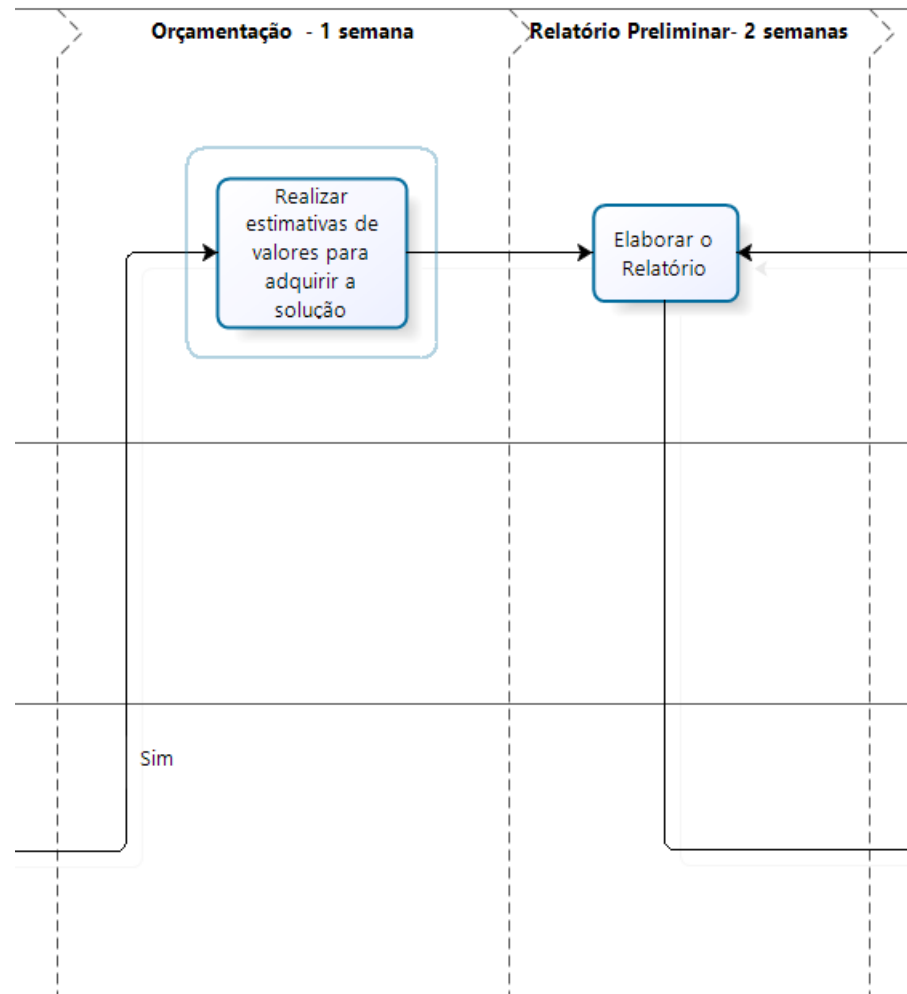 Orçamentação - 1 semana
Relatório Preliminar- 2 semanas
Realizar
estimativas de
valores para
adquirir a
solução
Elaborar o
Relatório
Sim